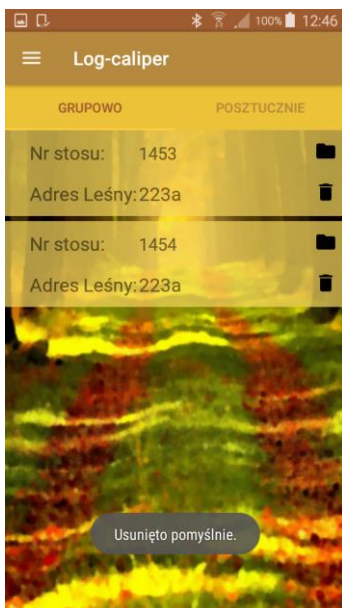 100% 12:46
Log-caliper
GRUPOWO POSZTUCZNIE
Nr stosu: 1453
Adres Leśny: 223a
Nr stosu: 1454
Adres Leśny: 223a
Usunięto pomyślnie.